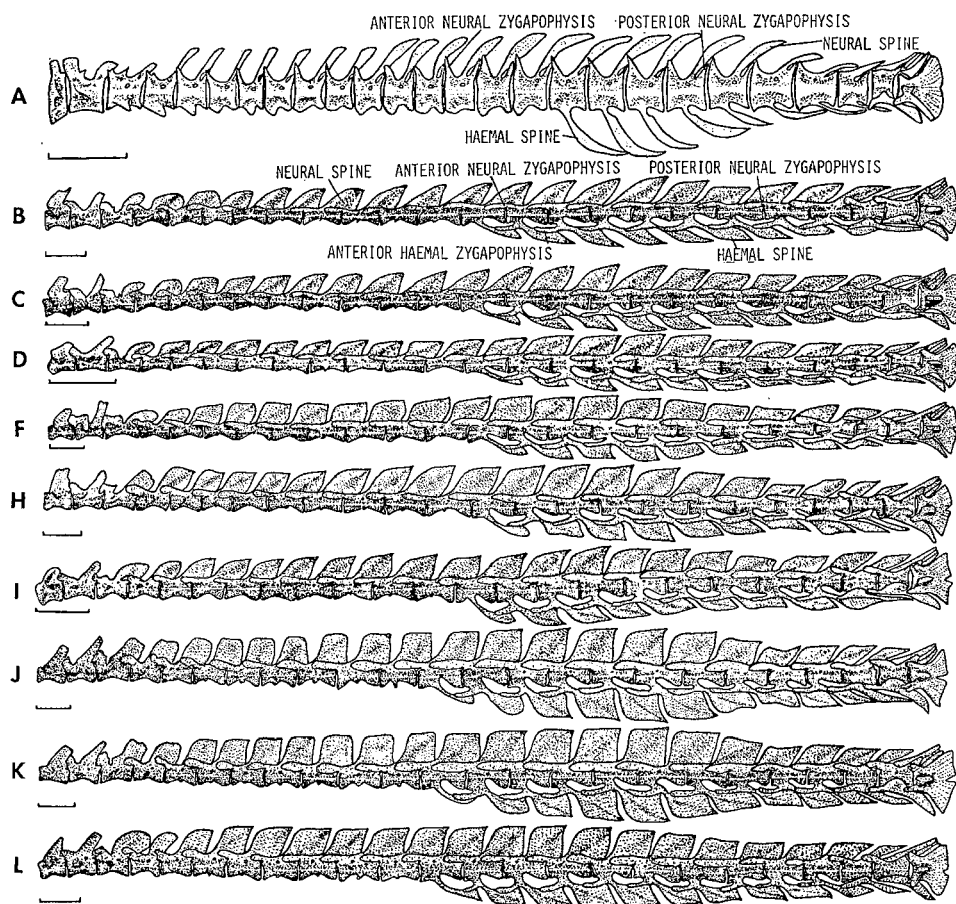 ANTERIOR NEURAL ZYGAPOPHYSIS POSTERIOR NEURAL ZYGAPOPHYSIS
NEURAL SPINE
A
HAEMAL SPINE
NEURAL SPINE ANTERIOR NEURAL ZYGAPOPHYSIS POSTERIOR NEURAL ZYGAPOPHYSIS
B
ANTERIOR HAEMAL ZYGAPOPHYSIS HAEMAL SPINE
C
D
F
H
I
J
K
L